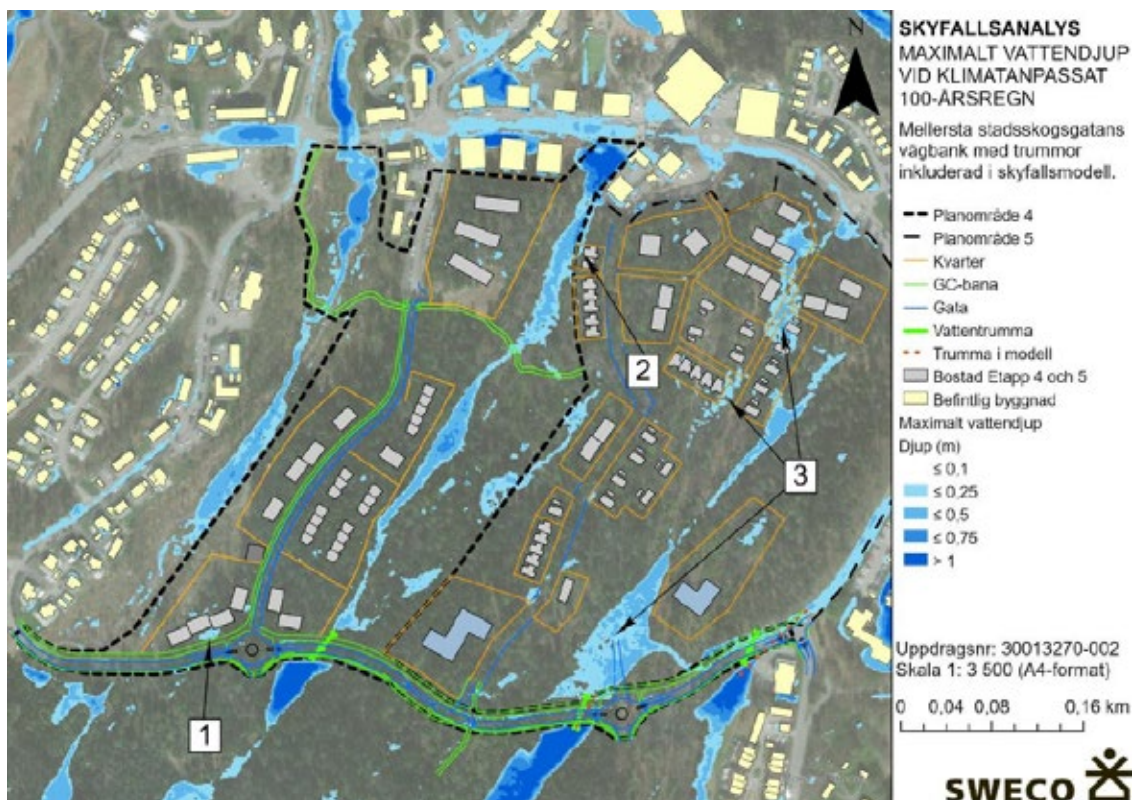 SKYFALLSANALYS
MAXIMALT VATTENDJUP
VID KLIMATANPASSAT
100-ÅRSREGN
Mellersta stadsskogsgatans
vägbank med trummor
inkluderad i skyfallsmodell.
Planområde 4
Planområde 5
Kvarter
GC-bana
Gata
Vattentrumma
Trumma i modell
Bostad Etapp 4 och 5
Befintlig byggnad
Maximalt vattendjup
Djup (m)
≤ 0,1
≤ 0,25
≤ 0,5
≤ 0,75
> 1
Uppdragsnr: 30013270-002
Skala 1: 3 500 (A4-format)
0 0,04 0,08 0,16 km
SWECO
N
2
3
1